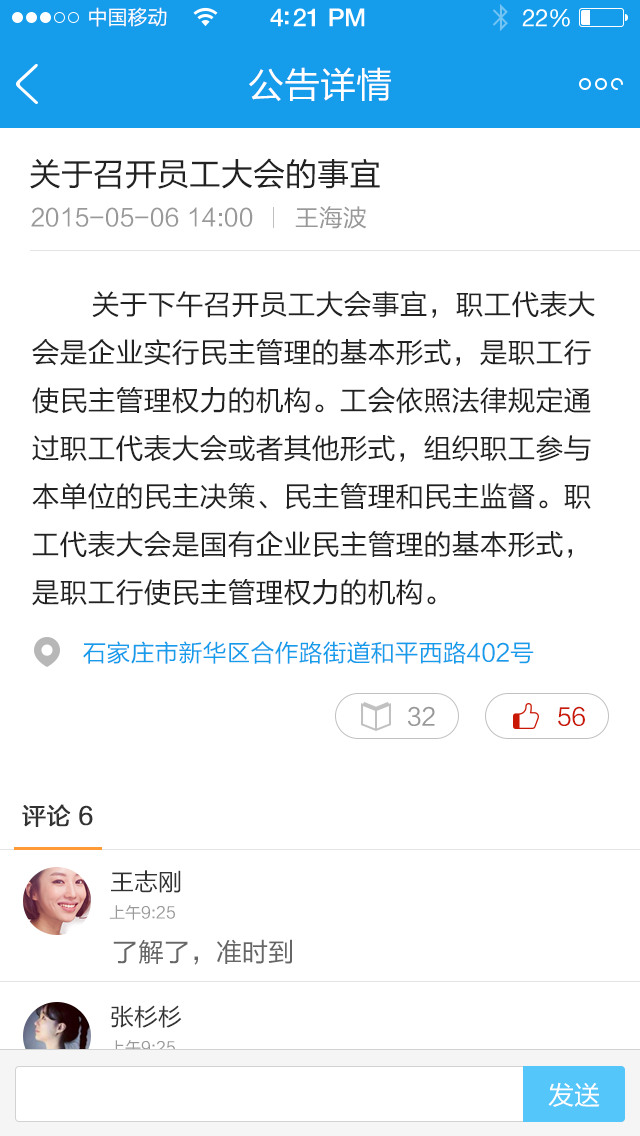 中国移动 4:21 PM 22%
公告详情
关于召开员工大会的事宜
2015-05-06 14:00 王海波
关于下午召开员工大会事宜，职工代表大
会是企业实行民主管理的基本形式，是职工行
使民主管理权力的机构。工会依照法律规定通
过职工代表大会或者其他形式，组织职工参与
本单位的民主决策、民主管理和民主监督。职
工代表大会是国有企业民主管理的基本形式，
是职工行使民主管理权力的机构。
石家庄市新华区合作路街道和平西路402号
32 56
评论 6
王志刚
上午9:25
了解了，准时到
张杉杉
上午9:25
发送